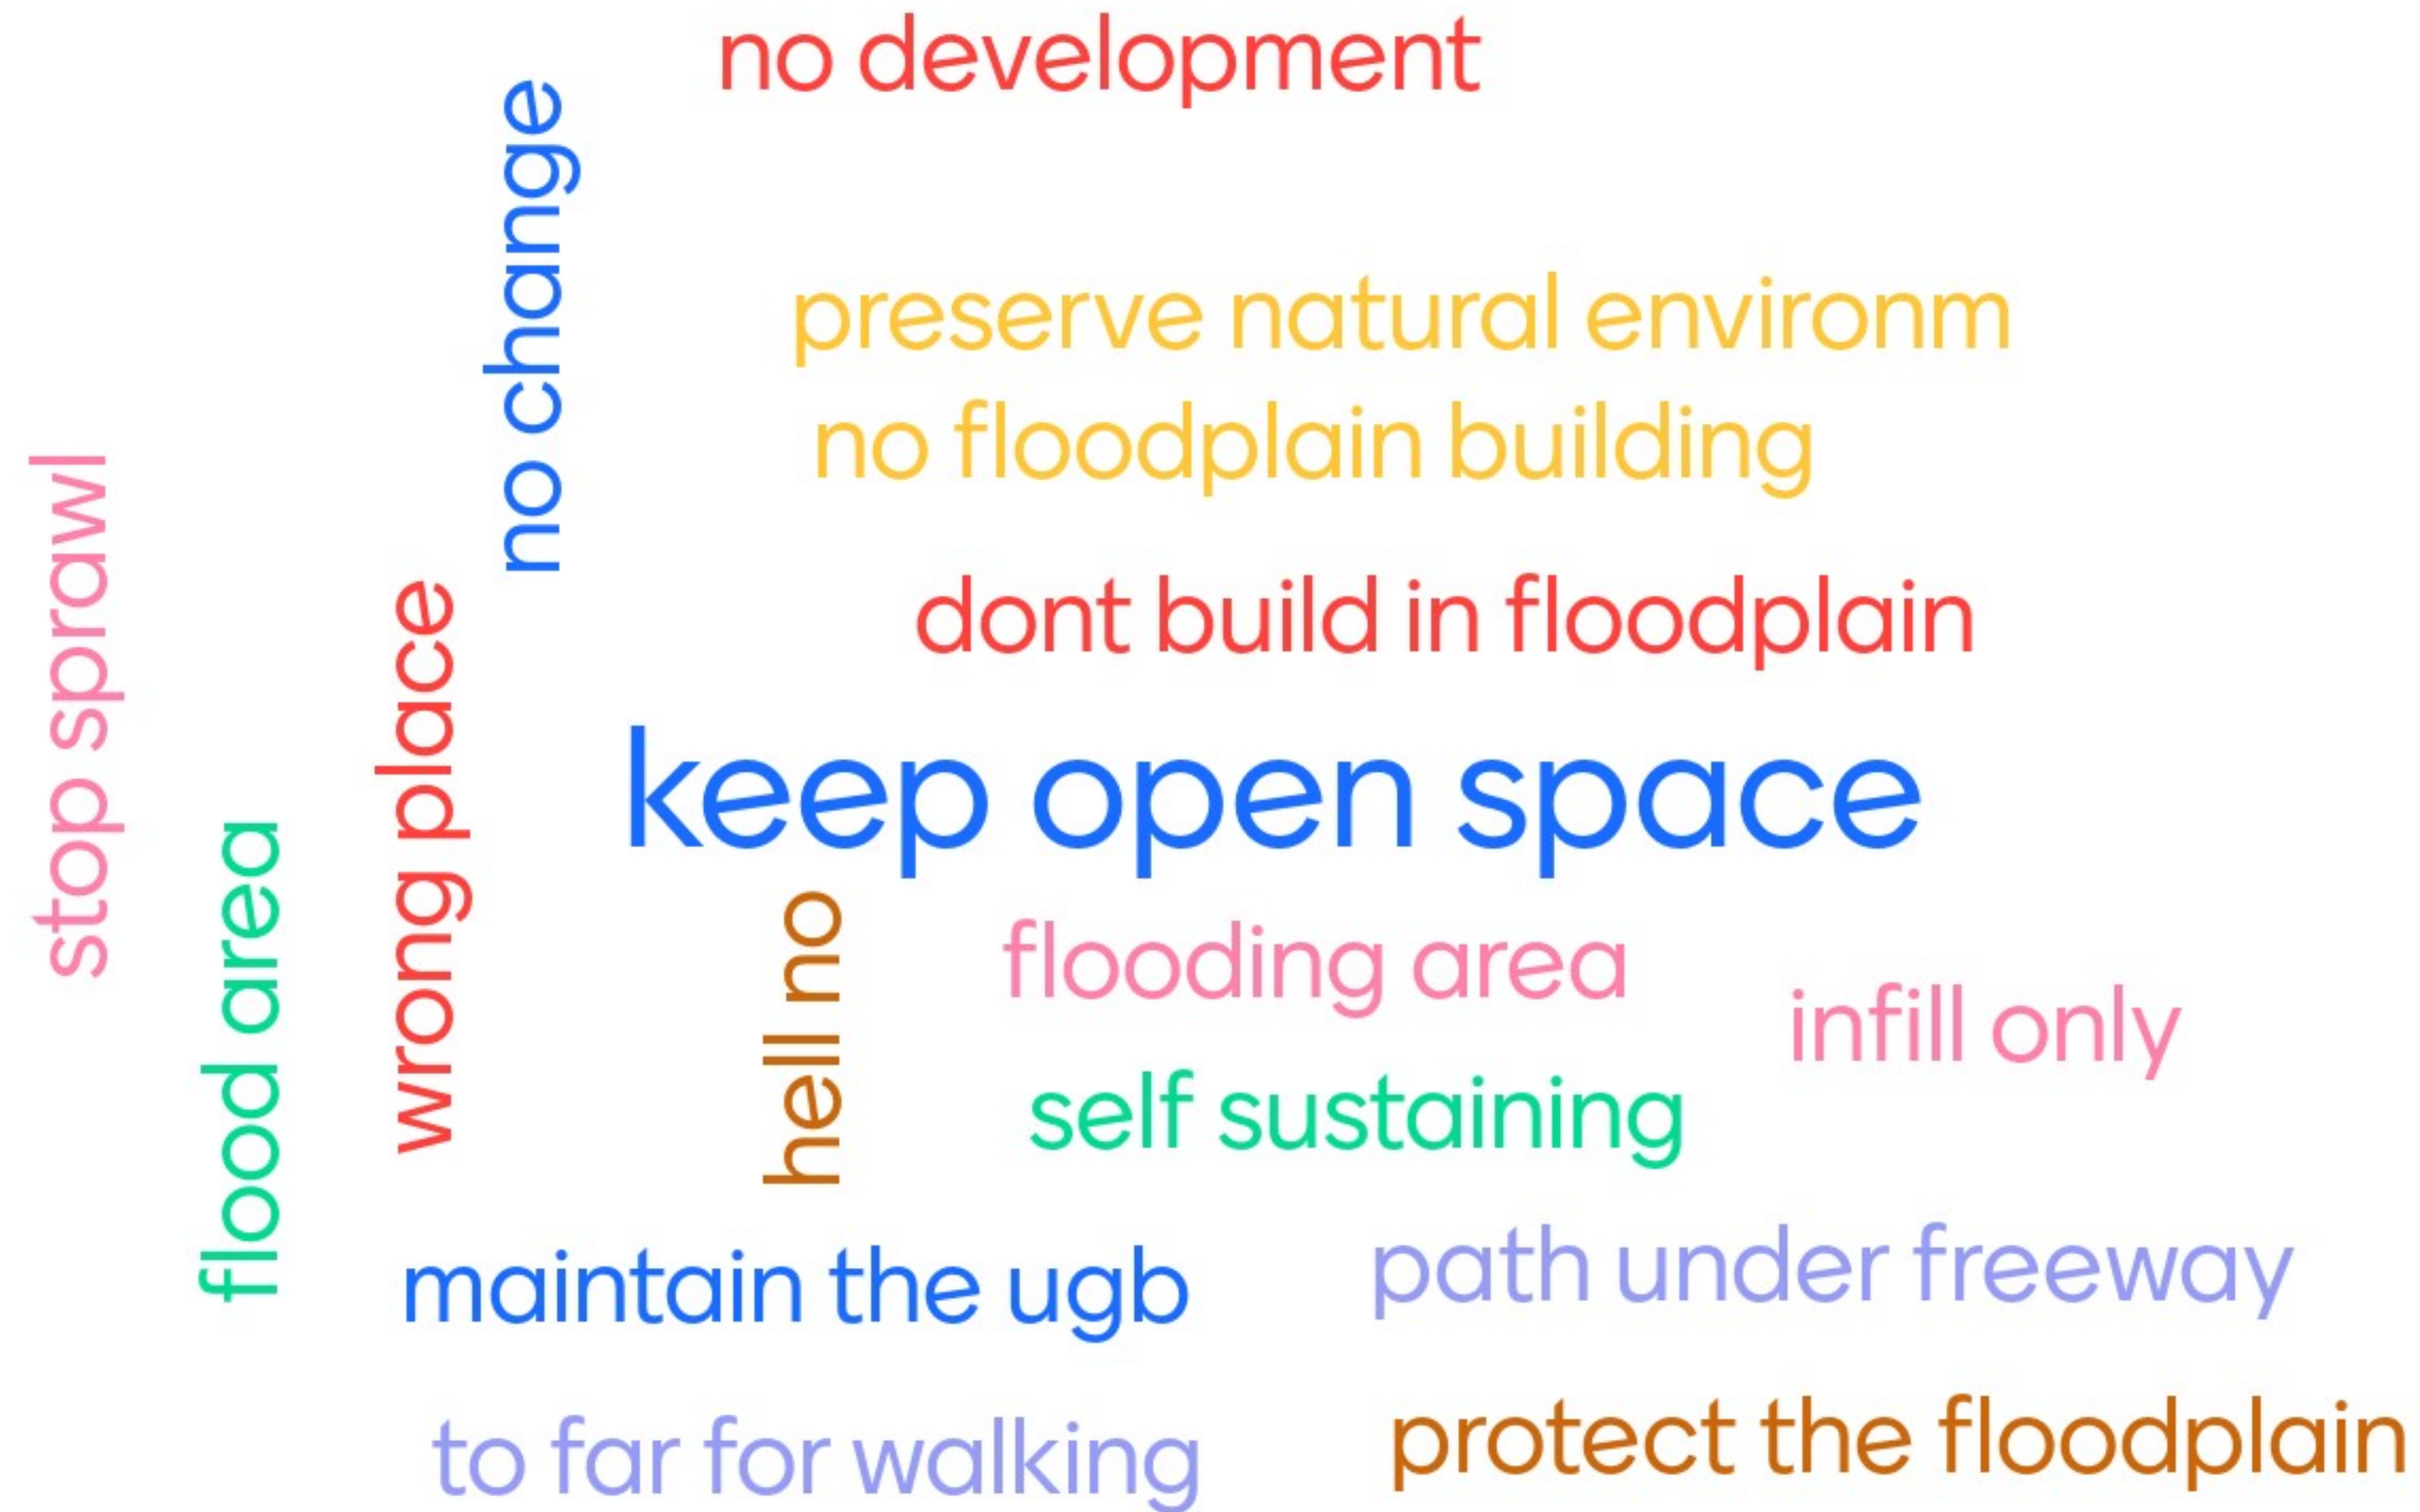 no development
no change
preserve natural environm
no floodplain building
stop sprawl
dont build in floodplain
wrong place
keep open space
flood area
hell no
flooding area
infill only
self sustaining
maintain the ugb
path under freeway
to far for walking
protect the floodplain